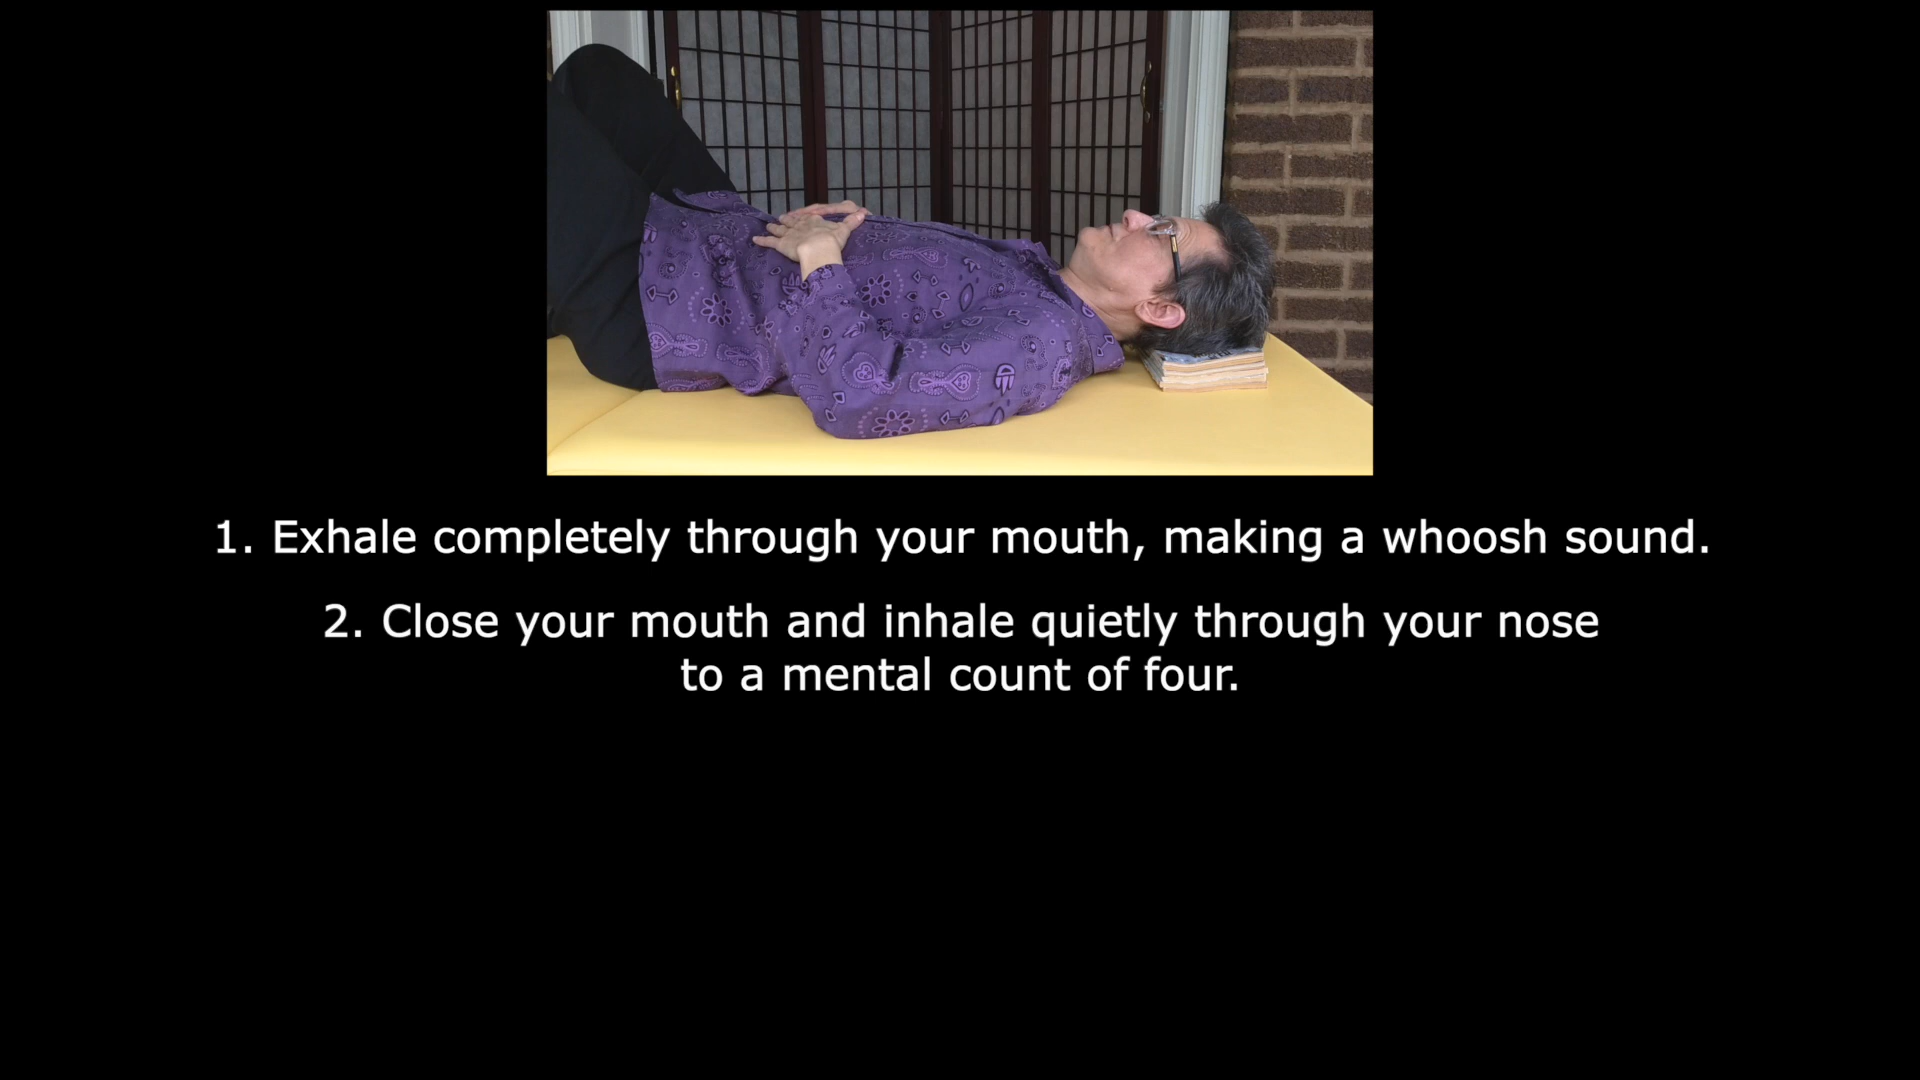 1. Exhale completely through your mouth, making a whoosh sound.
2. Close your mouth and inhale quietly through your nose
to a mental count of four.